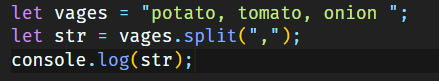 let vages = "potato, tomato, onion ";
let str = vages.split(",");
console.log(str);